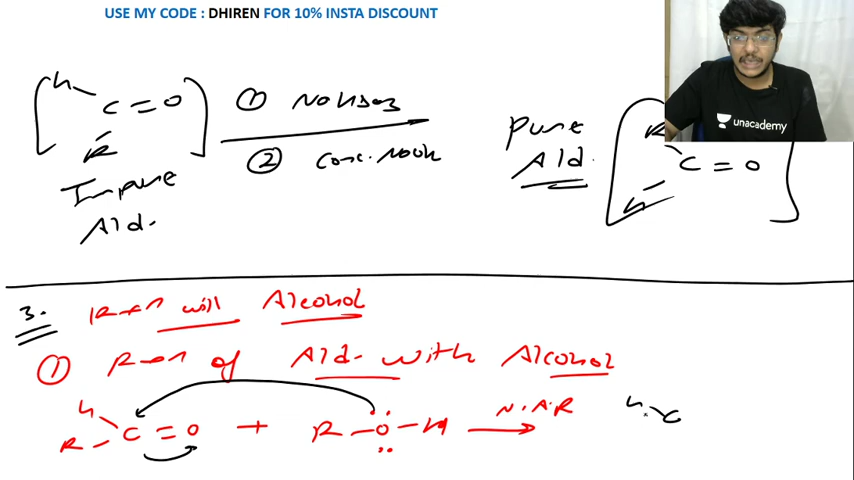 USE MY CODE : DHIREN FOR 10% INSTA DISCOUNT
unacademy
H
C = O
R
Impure
Ald.
① NaHSO3
② Conc. NaOH
Pure
Ald.
R
C = O
H
3. Rxn with Alcohol
① Rxn of Ald. with Alcohol
H
R - C = O + R - O - H N.A.R
H C